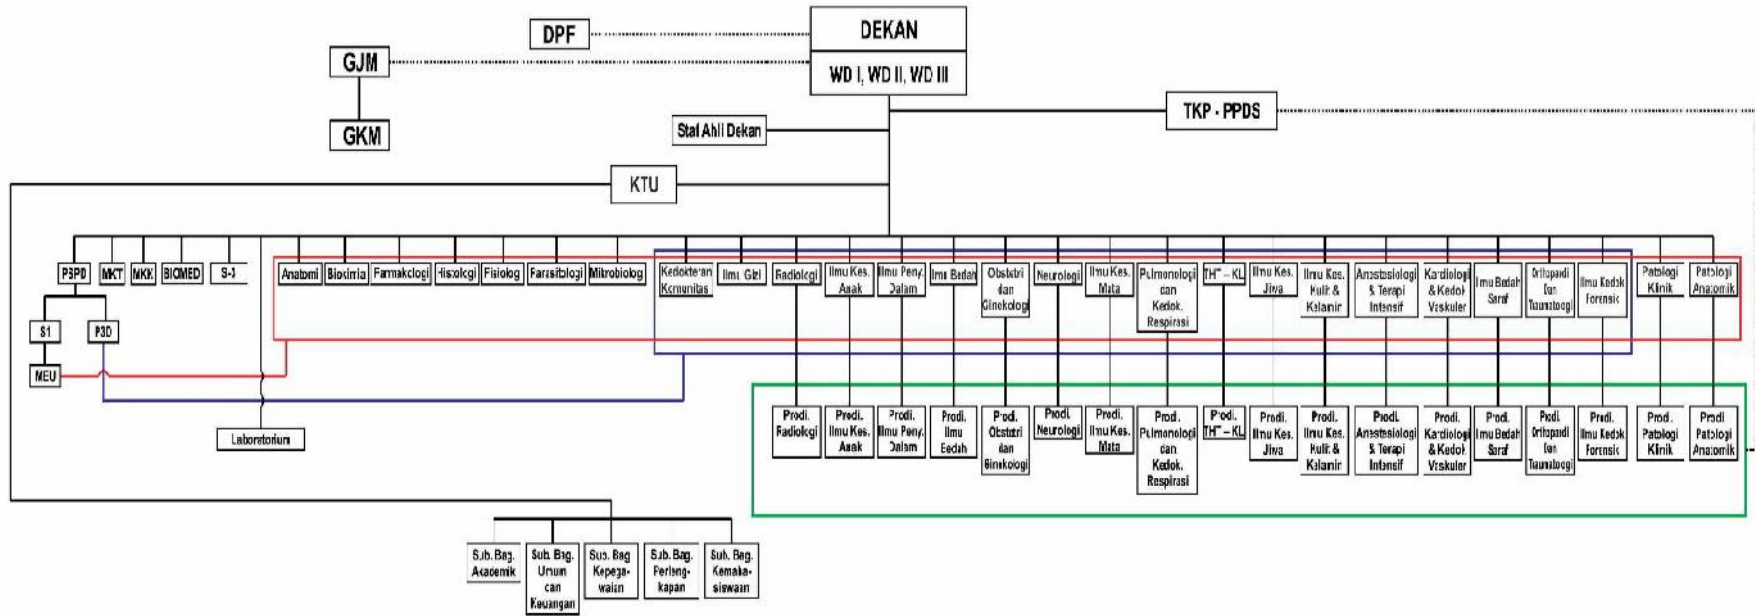 DPF
DEKAN
WD I, WD II, WD III
GJM
GKM
TKP - PPDS
Staf Ahli Dekan
KTU
PSPD
MKT
MKK
BIOMED
S-3
Anatomi
Biokimia
Farmakologi
Histologi
Fisiolog
Parasitologi
Mikrobiolog
Kedokteran
Komunitas
Ilmu Gizi
Radiologi
Ilmu Kes.
Anak
Ilmu Peny.
Dalam
Ilmu Bedah
Obstetri
dan
Ginekologi
Neurologi
Ilmu Kes.
Mata
Pulmonologi
dan
Kedok.
Respirasi
THT - KL
Ilmu Kes.
Jiwa
Ilmu Kes.
Kulit &
Kelamin
Anestesiologi
& Terapi
Intensif
Kardiologi
& Kedok
Vaskuler
Ilmu Bedah
Saraf
Orthopaedi
Dan
Traumatologi
Ilmu Kedok
Forensic
Patologi
Klinik
Patologi
Anatomik
S1
P3D
MEU
Laboratorium
Prodi.
Radiologi
Prodi.
Ilmu Kes.
Anak
Prodi.
Ilmu Peny.
Dalam
Prodi.
Ilmu
Bedah
Prodi.
Obstetri
dan
Ginekologi
Prodi.
Neurologi
Prodi.
Ilmu Kes.
Mata
Prodi.
Pulmonologi
dan
Kedok.
Respirasi
Prodi.
THT - KL
Prodi.
Ilmu Kes.
Jiwa
Prodi.
Ilmu Kes.
Kulit &
Kelamin
Prodi.
Anestesiologi
& Terapi
Intensif
Prodi.
Kardiologi
& Kedok
Vaskuler
Prodi.
Ilmu Bedah
Saraf
Prodi.
Orthopaedi
Dan
Traumatologi
Prodi.
Ilmu Kedok
Forensic
Prodi
Patologi
Klinik
Prodi
Patologi
Anatomik
Sub. Bag.
Akademik
Sub. Bag.
Umum
dan
Keuangan
Sub. Bag
Kepega-
waian
Sub. Bag.
Perleng-
kapan
Sub. Bag.
Kemaha-
siswaan